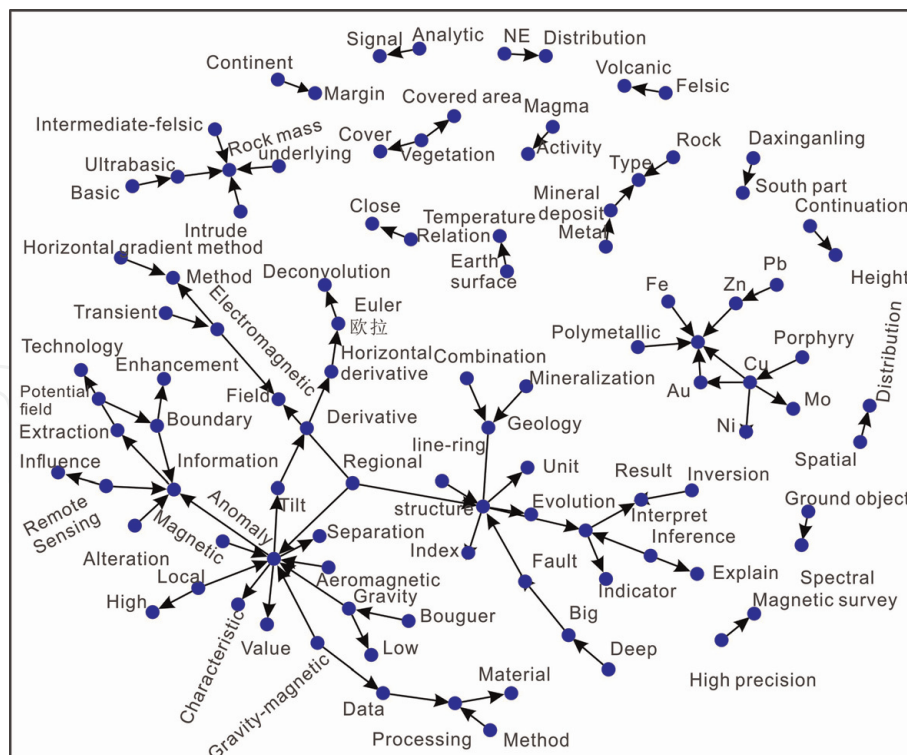 Signal
Analytic
NE
Distribution
Continent
Margin
Volcanic
Felsic
Covered area
Magma
Intermediate-felsic
Rock mass
Cover
Vegetation
Activity
Rock
Daxinganling
Ultrabasic
underlying
Type
Basic
Mineral
deposit
South part
Intrude
Close
Temperature
Metal
Continuation
Relation
Horizontal gradient method
Earth
surface
Method
Deconvolution
Height
Pb
Electromagnetic
Euler
Fe
Zn
Transient
欧拉
Technology
Enhancement
Horizontal
derivative
Combination
Polymetallic
Porphyry
Distribution
Cu
Potential
field
Field
Mineralization
Au
Mo
Boundary
Derivative
Geology
Ni
Extraction
line-ring
Influence
Information
Regional
Unit
Result
Inversion
Spatial
Remote
Sensing
Anomaly
Tilt
structure
Evolution
Interpret
Ground object
Magnetic
Separation
Inference
Alteration
Index
Local
Aeromagnetic
Fault
Indicator
Explain
Spectral
High
Gravity
Magnetic survey
Characteristic
Bouguer
Big
Value
Low
Deep
High precision
Gravity-magnetic
Material
Data
Processing
Method